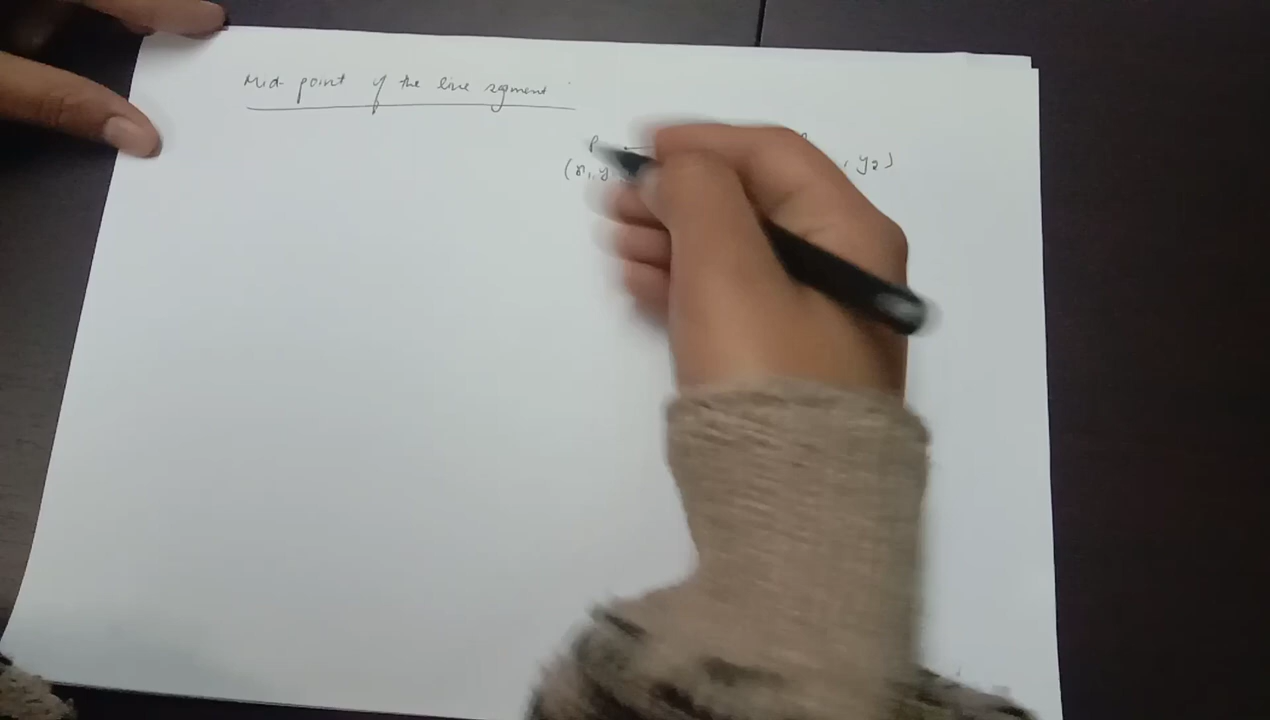 Mid-point of the line segment
P
(x₁, y , y₂)